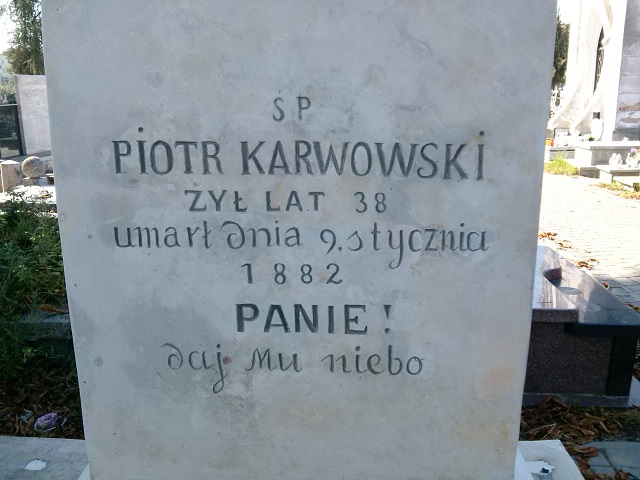 ŚP
PIOTR KARWOWSKI
ŻYŁ LAT 38
umarł dnia 9. stycznia
1882
PANIE!
daj Mu niebo